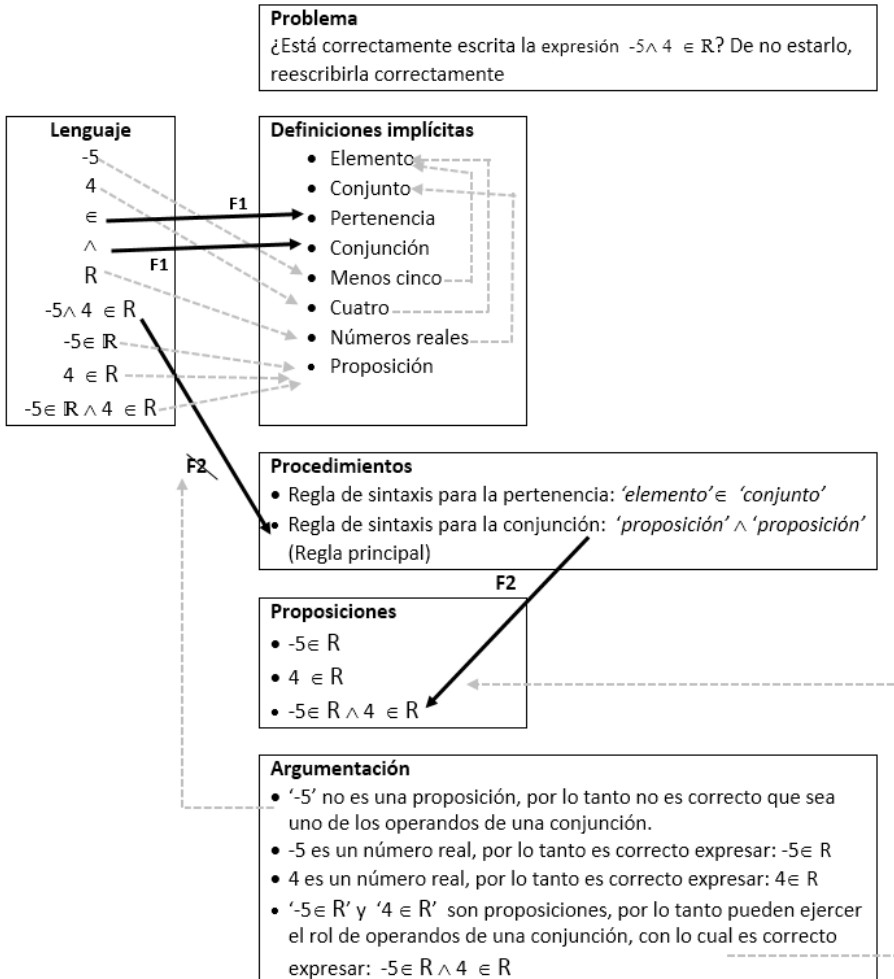 Problema
¿Está correctamente escrita la expresión -5∧ 4 ∈ ℝ? De no estarlo,
reescribirla correctamente
Lenguaje
-5
4
∈
∧
R
-5∧ 4 ∈ R
-5∈ ℝ
4 ∈ R
-5∈ ℝ ∧ 4 ∈ R
Definiciones implícitas
• Elemento
• Conjunto
• Pertenencia
• Conjunción
• Menos cinco
• Cuatro
• Números reales
• Proposición
F1
F1
F2
Procedimientos
• Regla de sintaxis para la pertenencia: ‘elemento’∈ ‘conjunto’
• Regla de sintaxis para la conjunción: ‘proposición’ ∧ ‘proposición’
(Regla principal)
F2
Proposiciones
• -5∈ R
• 4 ∈ R
• -5∈ R ∧ 4 ∈ R
Argumentación
• ‘-5’ no es una proposición, por lo tanto no es correcto que sea
uno de los operandos de una conjunción.
• -5 es un número real, por lo tanto es correcto expresar: -5∈ R
• 4 es un número real, por lo tanto es correcto expresar: 4∈ R
• ‘-5∈ R’ y ‘4 ∈ R’ son proposiciones, por lo tanto pueden ejercer
el rol de operandos de una conjunción, con lo cual es correcto
expresar: -5∈ R ∧ 4 ∈ R